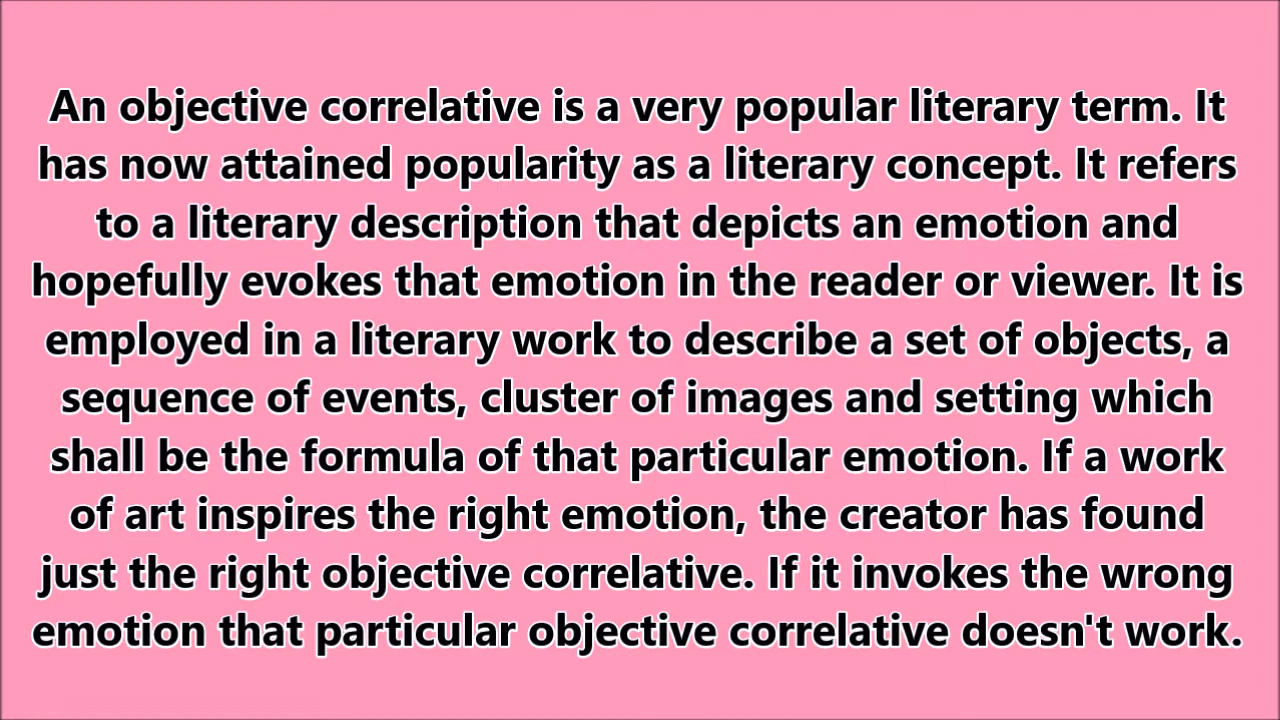 An objective correlative is a very popular literary term. It
has now attained popularity as a literary concept. It refers
to a literary description that depicts an emotion and
hopefully evokes that emotion in the reader or viewer. It is
employed in a literary work to describe a set of objects, a
sequence of events, cluster of images and setting which
shall be the formula of that particular emotion. If a work
of art inspires the right emotion, the creator has found
just the right objective correlative. If it invokes the wrong
emotion that particular objective correlative doesn't work.